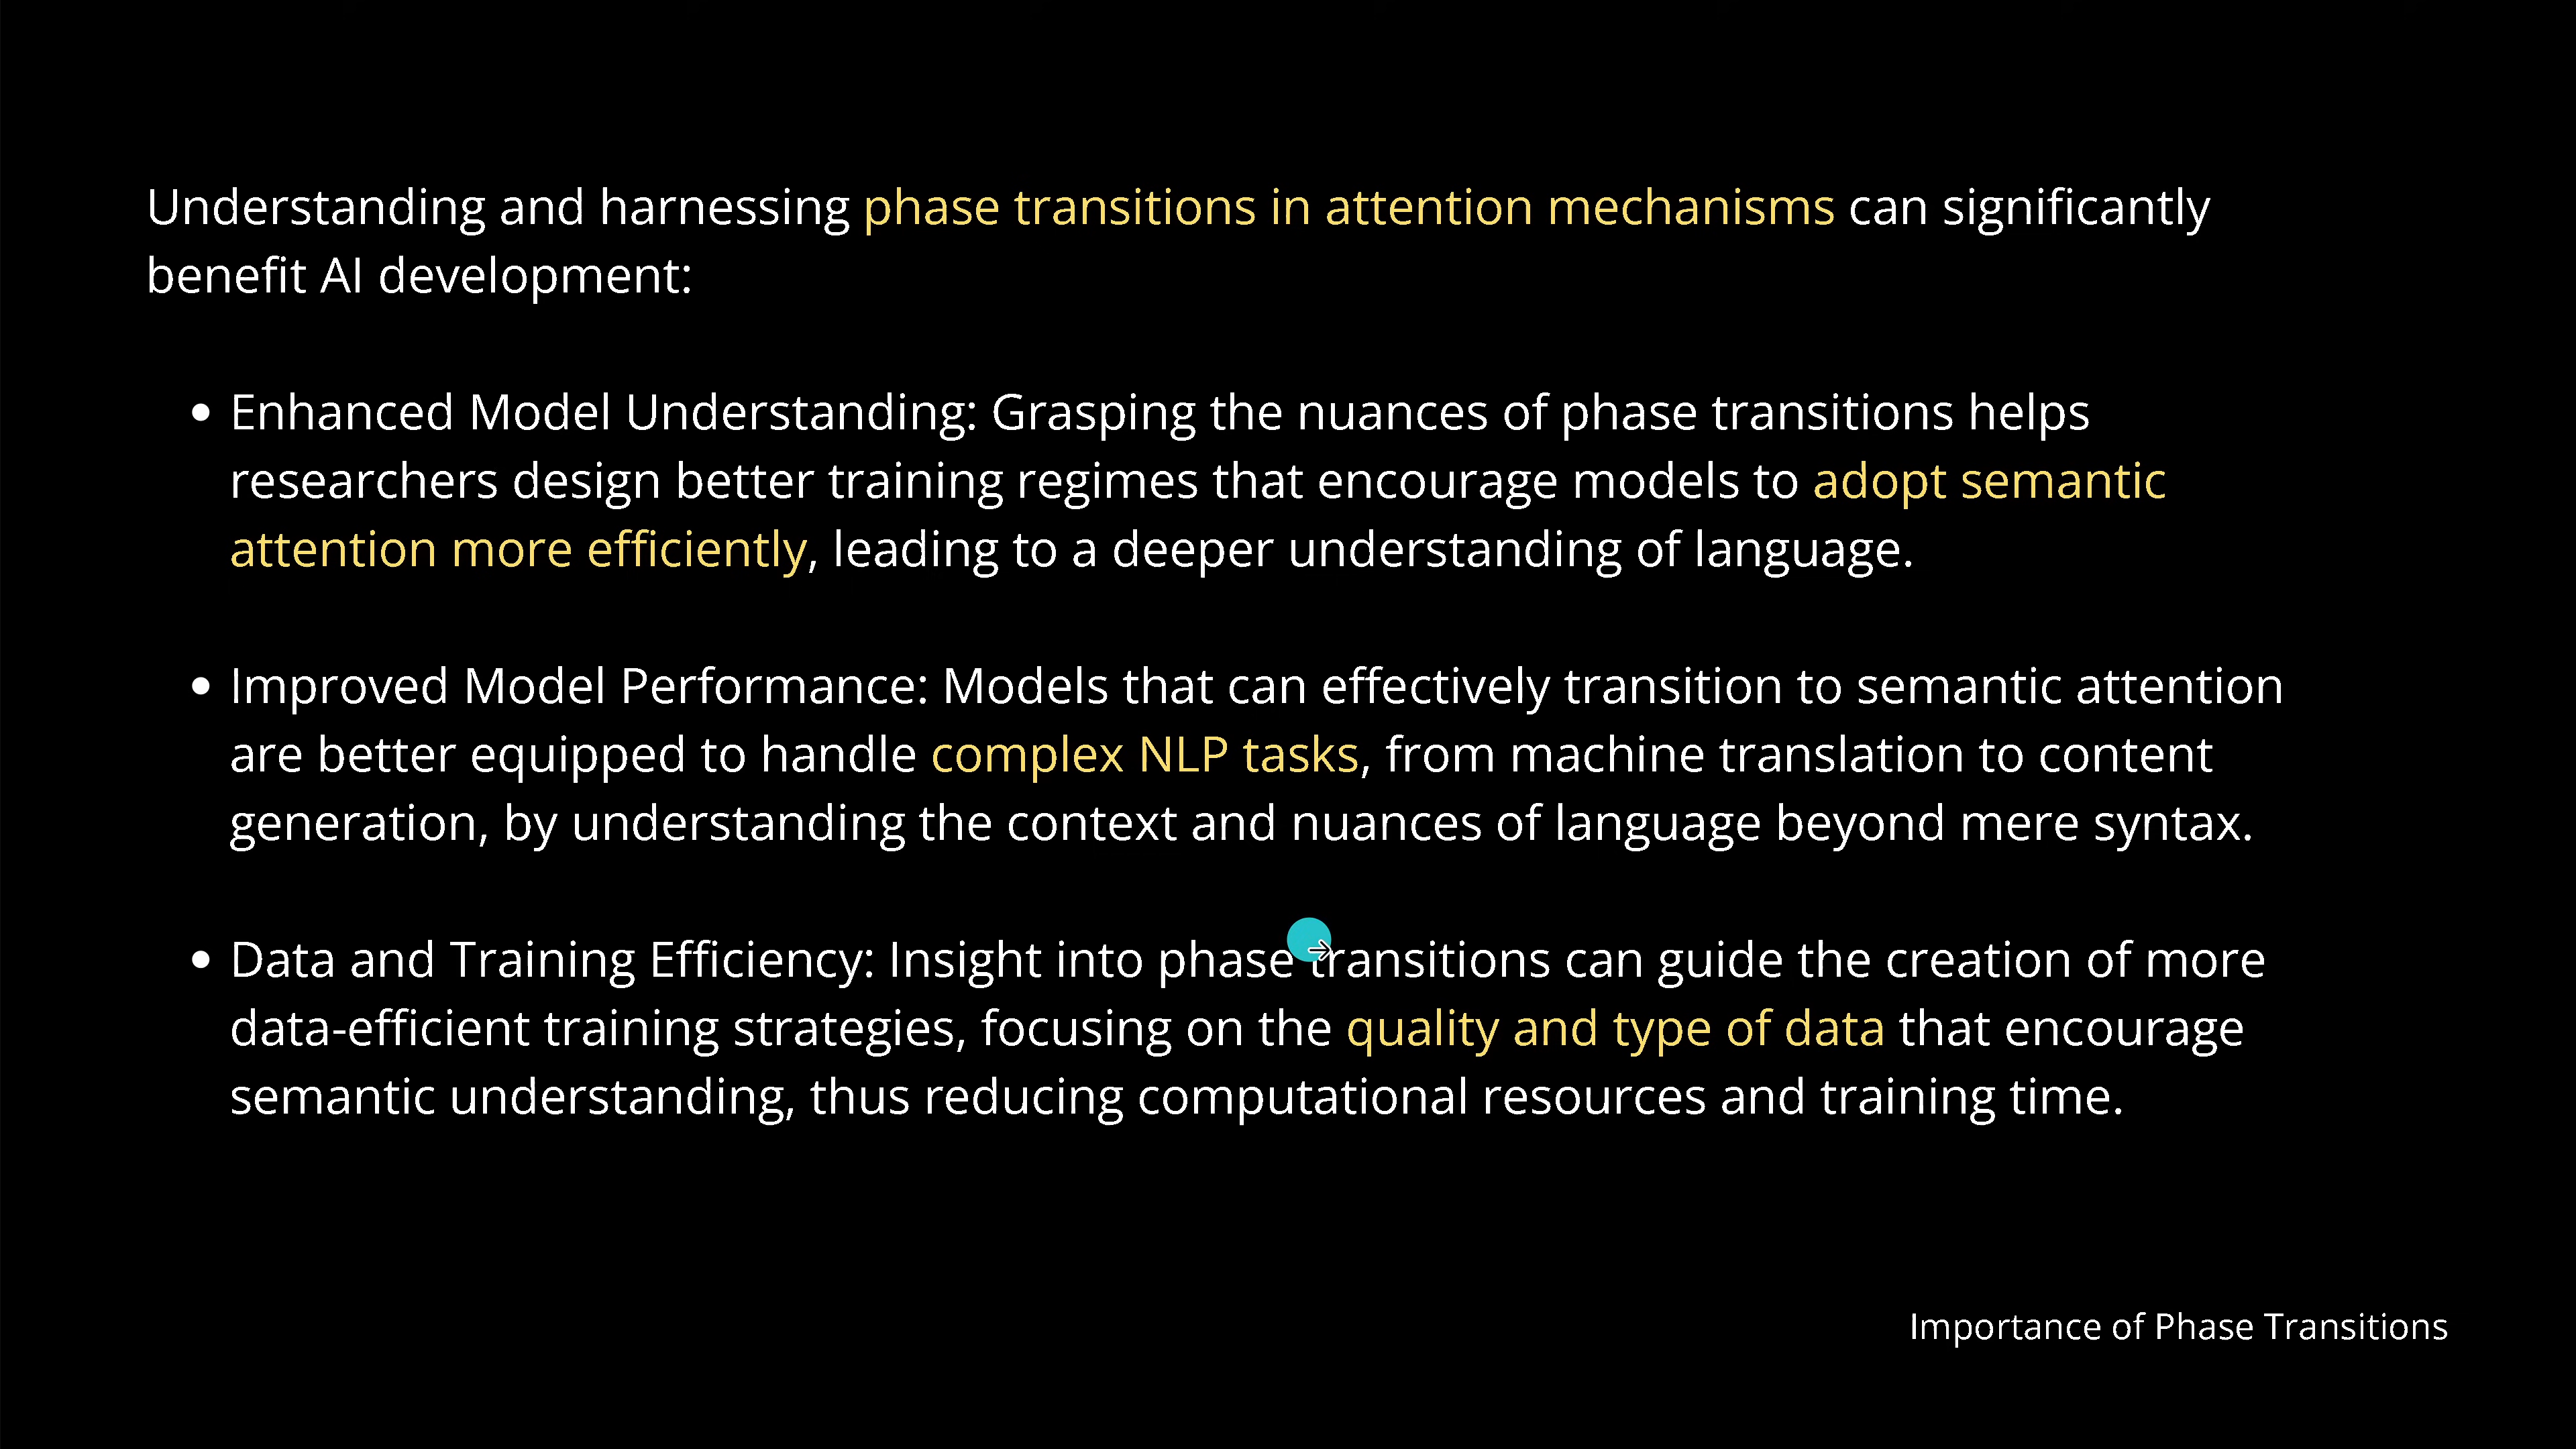 Understanding and harnessing phase transitions in attention mechanisms can significantly
benefit AI development:
• Enhanced Model Understanding: Grasping the nuances of phase transitions helps
researchers design better training regimes that encourage models to adopt semantic
attention more efficiently, leading to a deeper understanding of language.
• Improved Model Performance: Models that can effectively transition to semantic attention
are better equipped to handle complex NLP tasks, from machine translation to content
generation, by understanding the context and nuances of language beyond mere syntax.
• Data and Training Efficiency: Insight into phase transitions can guide the creation of more
data-efficient training strategies, focusing on the quality and type of data that encourage
semantic understanding, thus reducing computational resources and training time.
Importance of Phase Transitions